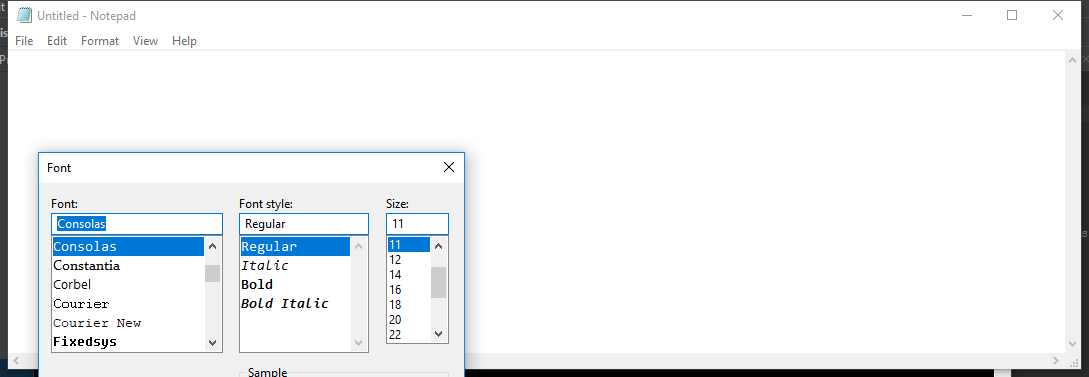 Untitled - Notepad
File Edit Format View Help
Font
Font: Font style: Size:
Consolas Regular 11
Consolas Regular 11
Constantia Italic 12
Corbel Bold 14
Courier Bold Italic 16
Courier New 18
Fixedsys 20
22
Sample